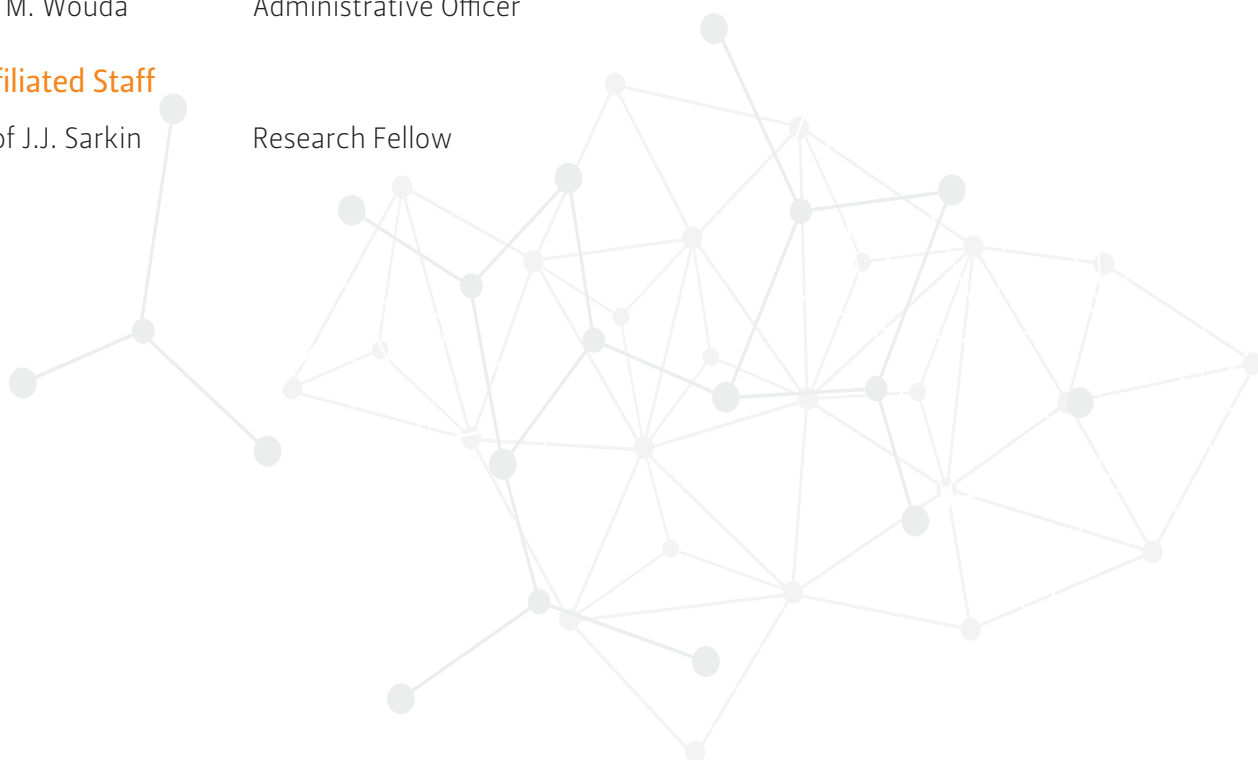 M. Wouda Administrative Officer
filiated Staff
of J.J. Sarkin Research Fellow